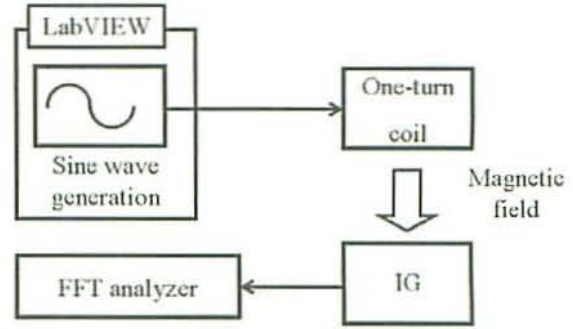 LabVIEW
Sine wave
generation
One-turn
coil
Magnetic
field
IG
FFT analyzer